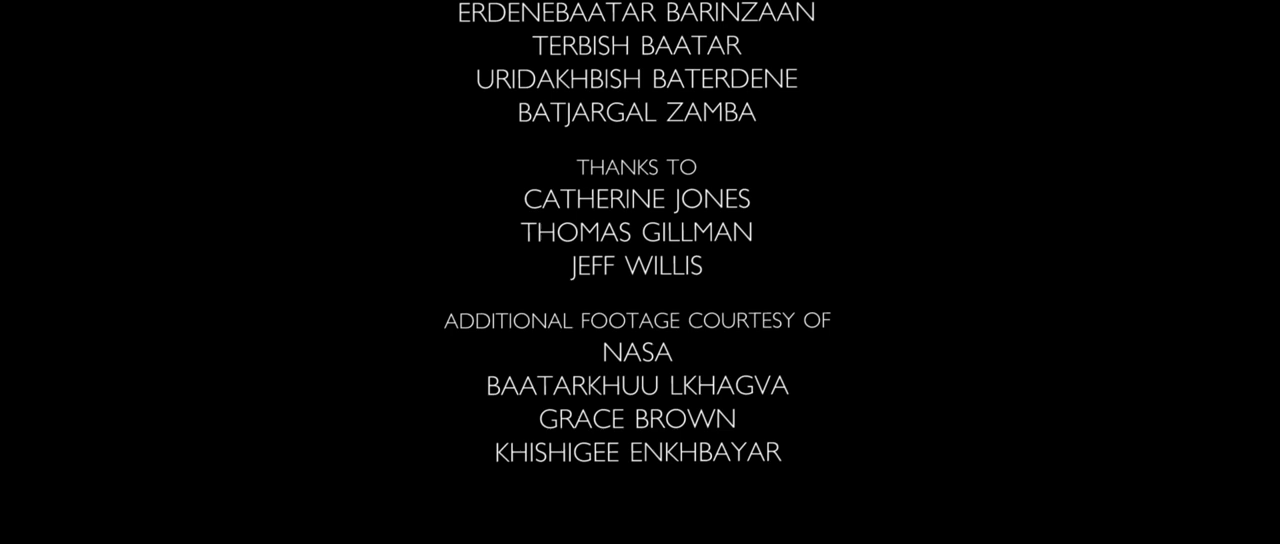 ERDENEBAATAR BARINZAAN
TERBISH BAATAR
URIDAKHBISH BATERDENE
BATJARGAL ZAMBA
THANKS TO
CATHERINE JONES
THOMAS GILLMAN
JEFF WILLIS
ADDITIONAL FOOTAGE COURTESY OF
NASA
BAATARKHUU LKHAGVA
GRACE BROWN
KHISHIGEE ENKHBAYAR